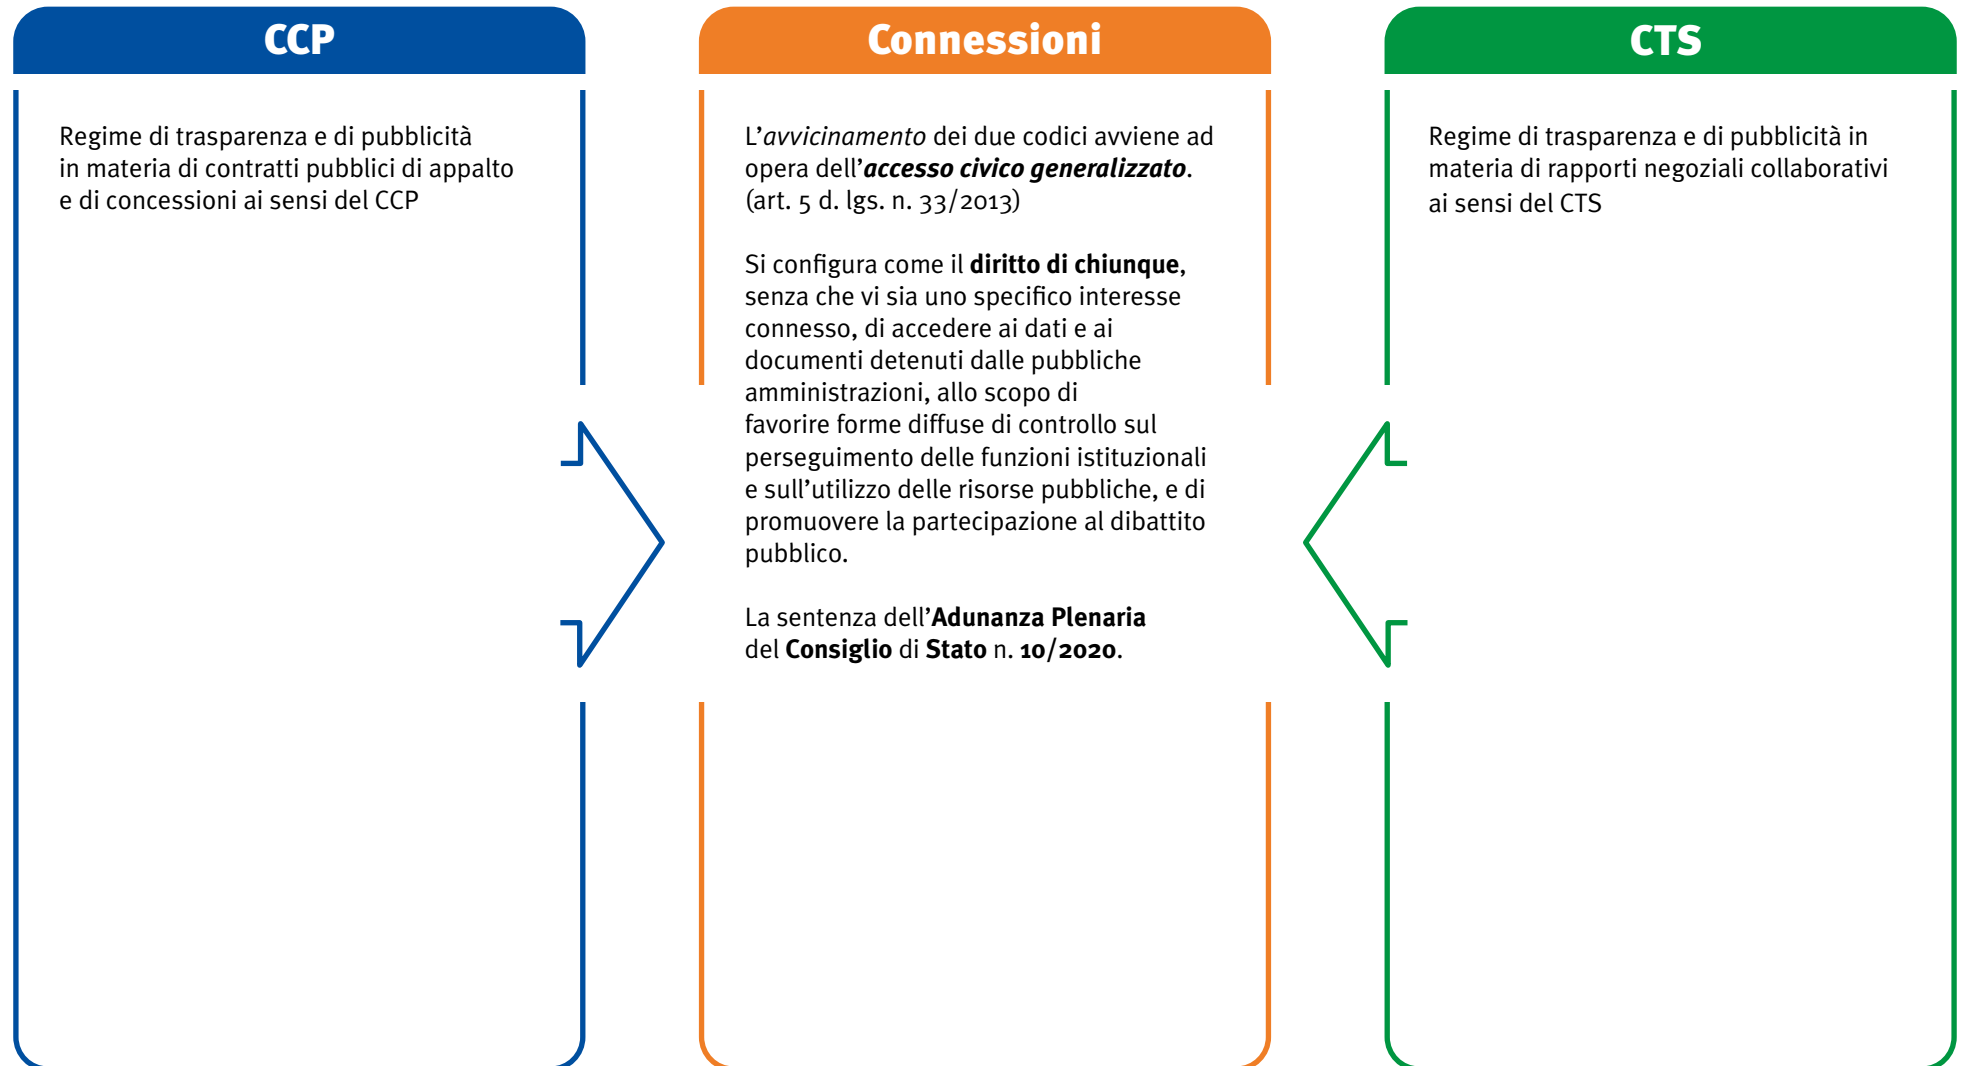 CCP
Regime di trasparenza e di pubblicità
in materia di contratti pubblici di appalto
e di concessioni ai sensi del CCP
Connessioni
L’avvicinamento dei due codici avviene ad
opera dell’accesso civico generalizzato.
(art. 5 d. lgs. n. 33/2013)
Si configura come il diritto di chiunque,
senza che vi sia uno specifico interesse
connesso, di accedere ai dati e ai
documenti detenuti dalle pubbliche
amministrazioni, allo scopo di
favorire forme diffuse di controllo sul
perseguimento delle funzioni istituzionali
e sull’utilizzo delle risorse pubbliche, e di
promuovere la partecipazione al dibattito
pubblico.
La sentenza dell’Adunanza Plenaria
del Consiglio di Stato n. 10/2020.
CTS
Regime di trasparenza e di pubblicità in
materia di rapporti negoziali collaborativi
ai sensi del CTS